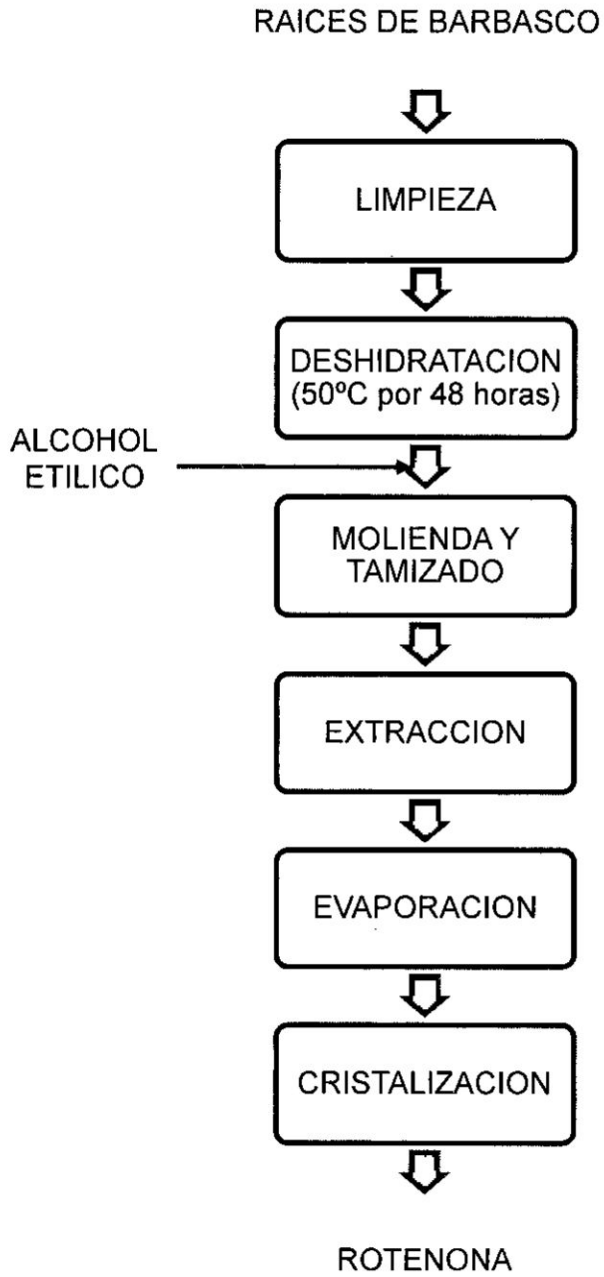 RAICES DE BARBASCO
LIMPIEZA
DESHIDRATACION
(50ºC por 48 horas)
ALCOHOL
ETILICO
MOLIENDA Y
TAMIZADO
EXTRACCION
EVAPORACION
CRISTALIZACION
ROTENONA